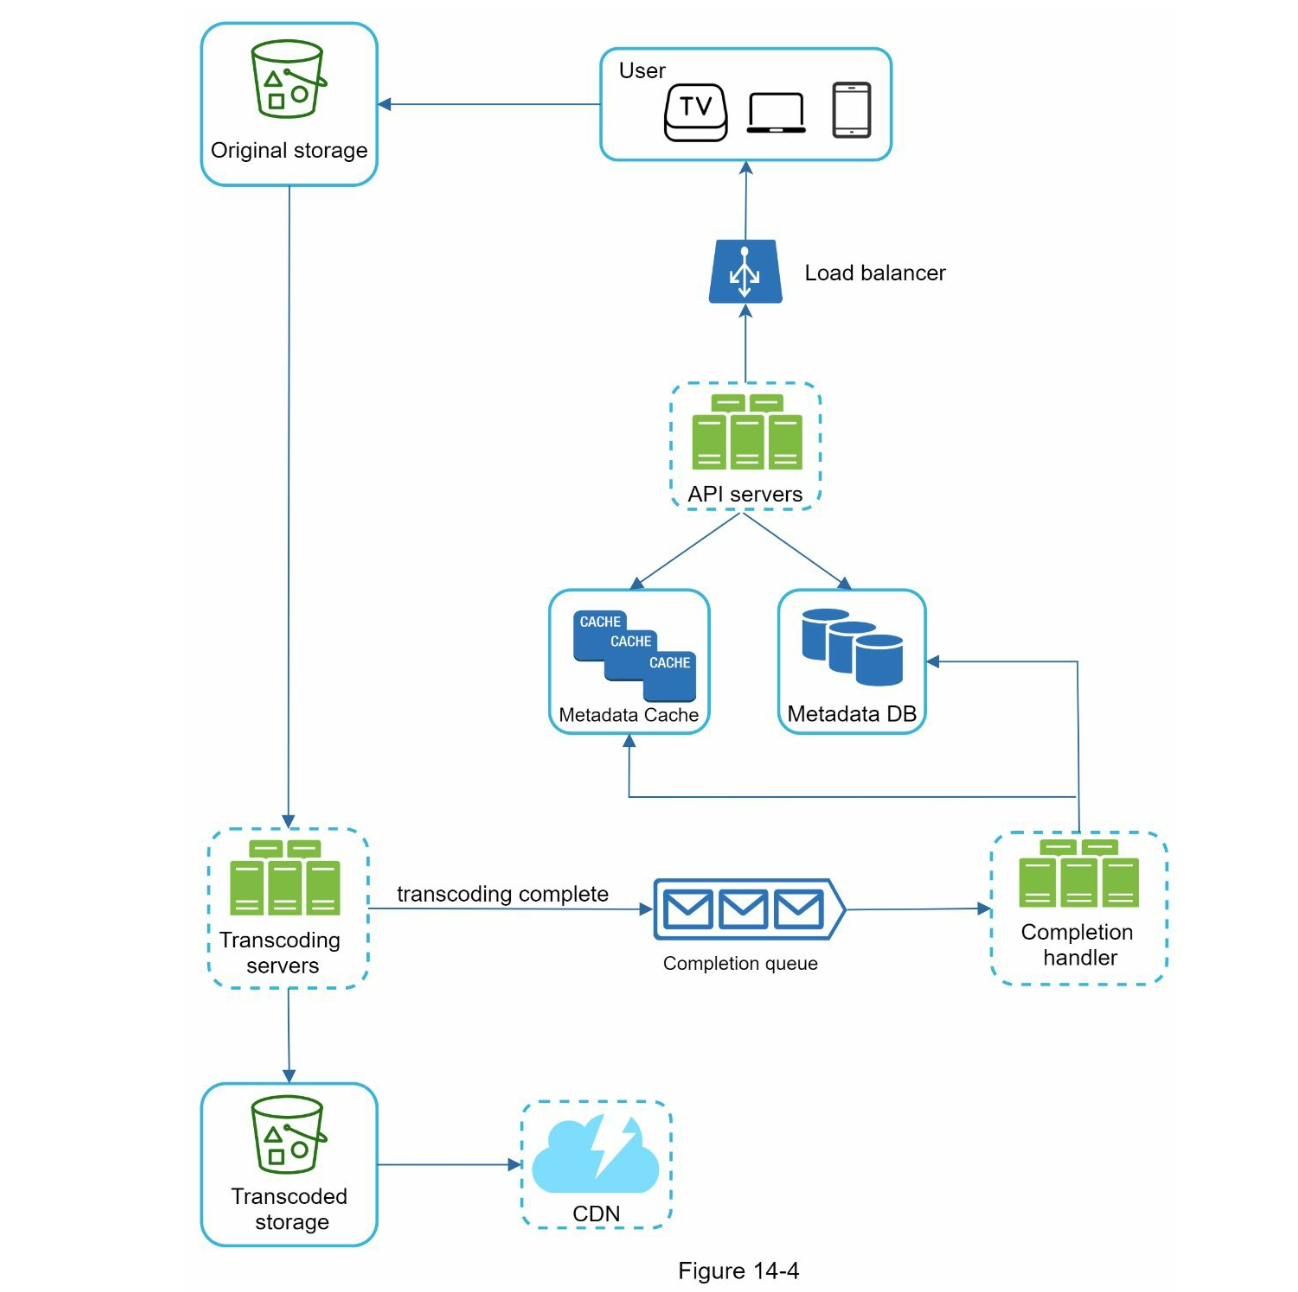 User
TV
Original storage
Load balancer
API servers
CACHE
CACHE
CACHE
Metadata Cache
Metadata DB
transcoding complete
Transcoding
servers
Completion queue
Completion
handler
Transcoded
storage
CDN
Figure 14-4